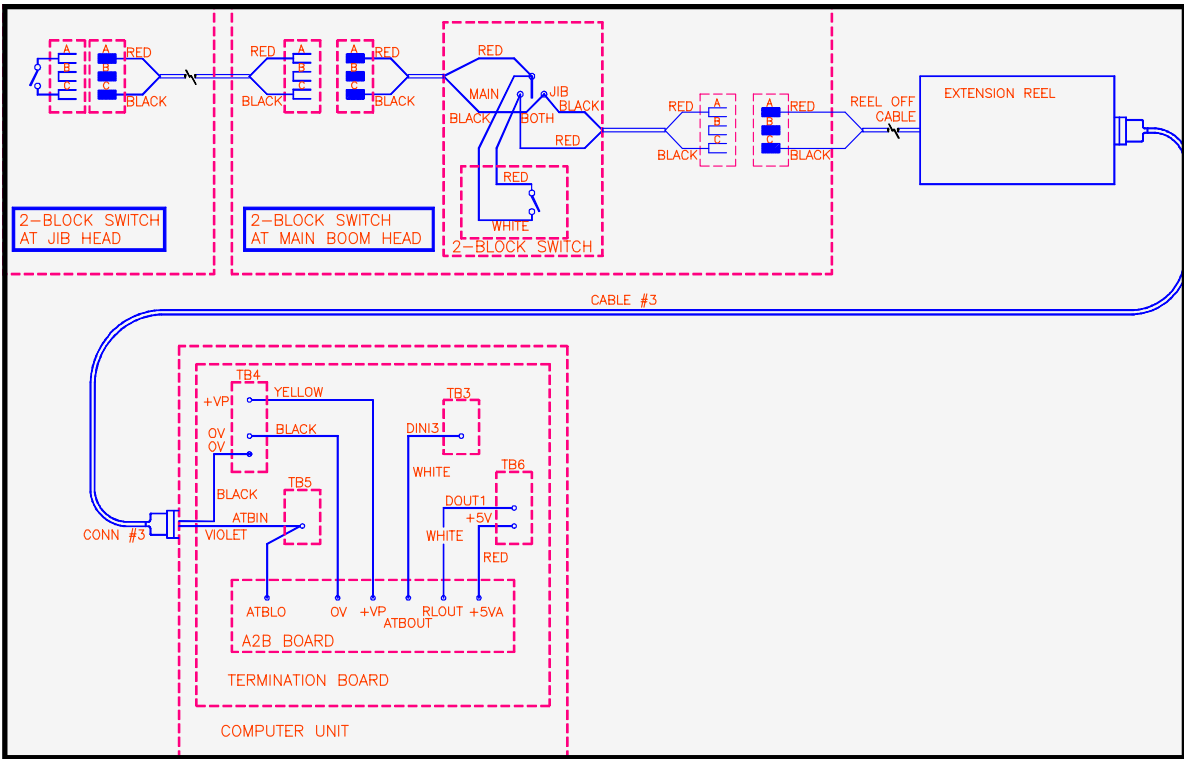 A
B
C
A
B
C
RED
BLACK
RED
BLACK
A
B
C
A
B
C
RED
BLACK
RED
MAIN
JIB
BLACK
BLACK
BOTH
RED
RED
WHITE
2-BLOCK SWITCH
RED
BLACK
A
B
C
A
B
C
RED
BLACK
REEL OFF
CABLE
EXTENSION REEL
2-BLOCK SWITCH
AT JIB HEAD
2-BLOCK SWITCH
AT MAIN BOOM HEAD
CABLE #3
TB4
+VP
YELLOW
0V
0V
BLACK
BLACK
TB3
DINI3
WHITE
TB6
DOUT1
+5V
WHITE
RED
TB5
ATBIN
VIOLET
CONN #3
ATBLO
0V
+VP
ATBOUT
RLOUT
+5VA
A2B BOARD
TERMINATION BOARD
COMPUTER UNIT